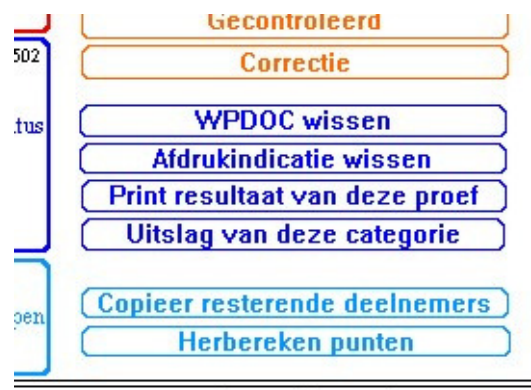 Gecontroleerd
502
Correctie
tus
WPDOC wissen
Afdrukindicatie wissen
Print resultaat van deze proef
Uitslag van deze categorie
pen
Copieer resterende deelnemers
Herbereken punten